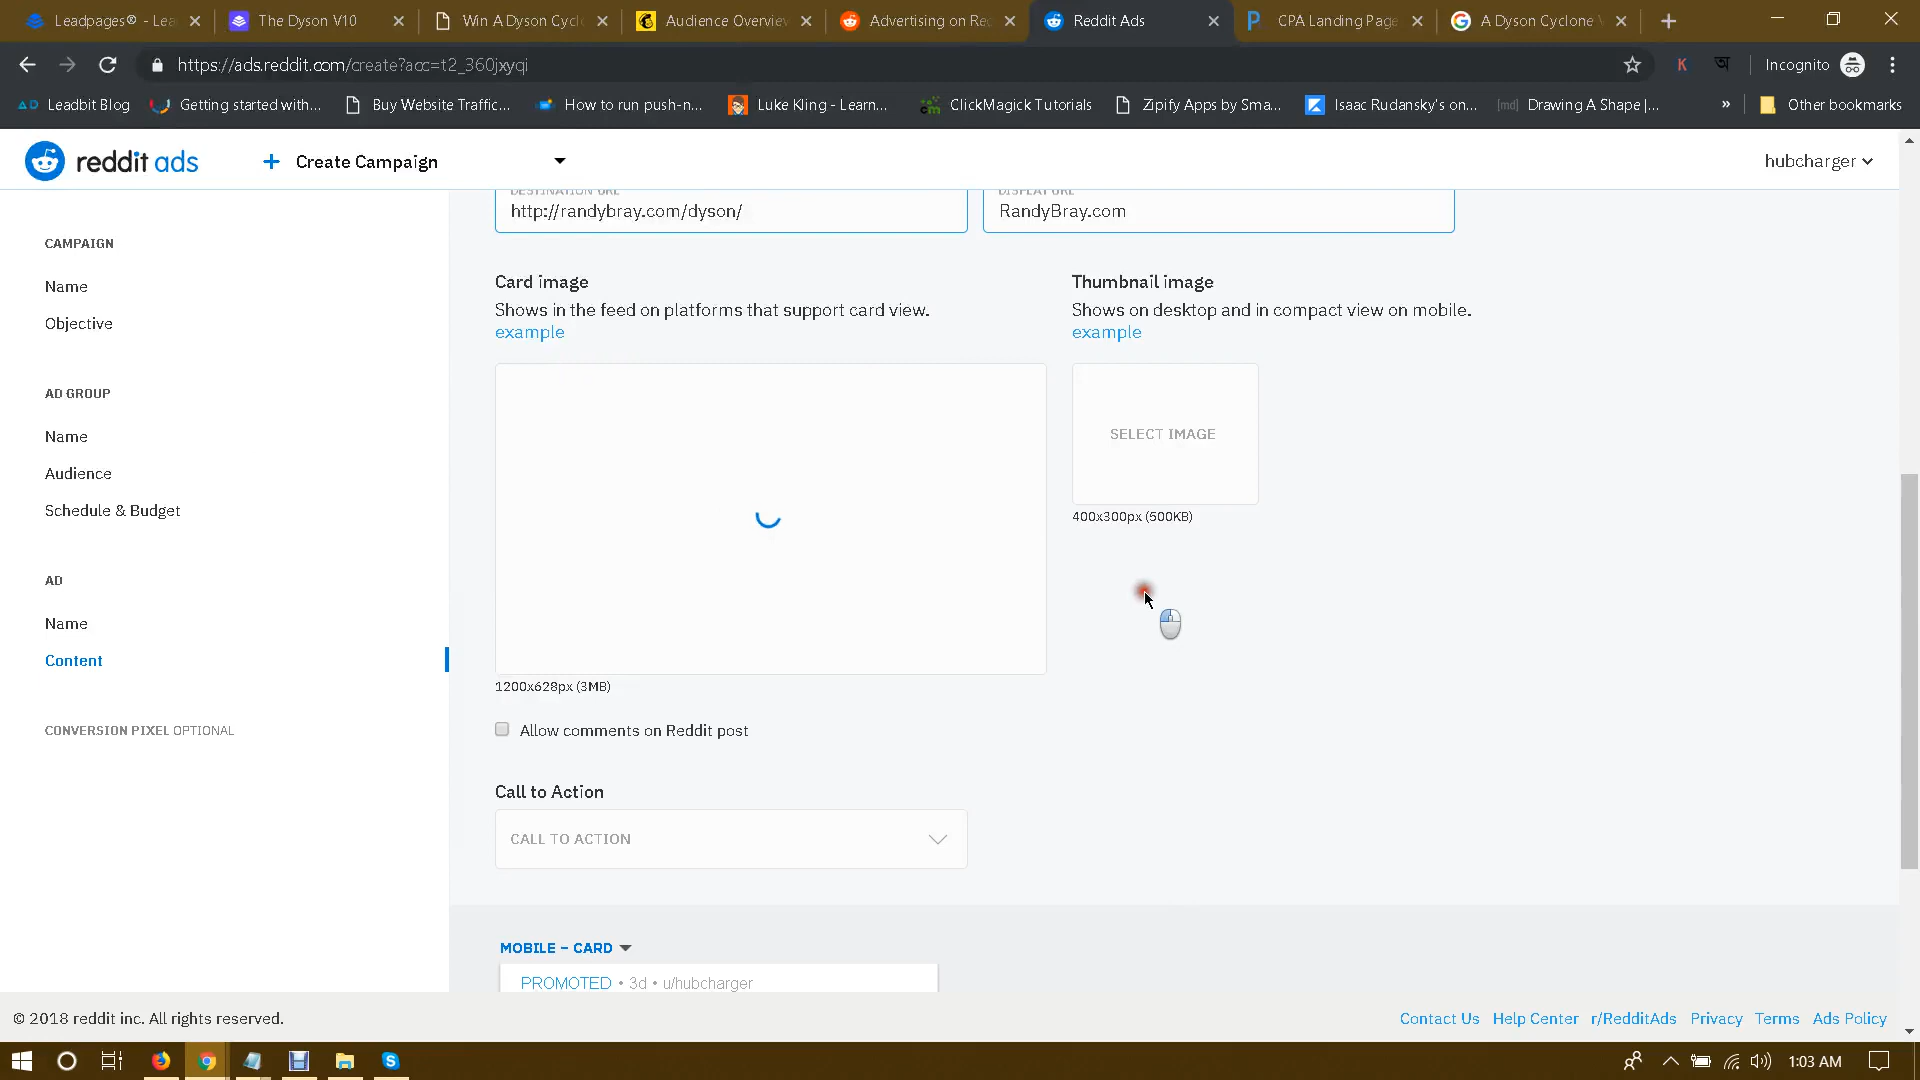 Leadpages® - Lea
The Dyson V10
Win A Dyson Cycl
Audience Overview
Advertising on Re
Reddit Ads
CPA Landing Page
A Dyson Cyclone V
https://ads.reddit.com/create?acc=t2_360jxyqi
K
অ
Incognito
Leadbit Blog
Getting started with...
Buy Website Traffic...
How to run push-n...
Luke Kling - Learn...
ClickMagick Tutorials
Zipify Apps by Sma...
Isaac Rudansky's on...
[md] Drawing A Shape |...
»
Other bookmarks
reddit ads
+ Create Campaign
hubcharger
DESTINATION URL
DISPLAY URL
http://randybray.com/dyson/
RandyBray.com
CAMPAIGN
Name
Objective
AD GROUP
Name
Audience
Schedule & Budget
AD
Name
Content
CONVERSION PIXEL OPTIONAL
Card image
Shows in the feed on platforms that support card view.
example
1200x628px (3MB)
Thumbnail image
Shows on desktop and in compact view on mobile.
example
SELECT IMAGE
400x300px (500KB)
Allow comments on Reddit post
Call to Action
CALL TO ACTION
MOBILE – CARD
PROMOTED • 3d • u/hubcharger
© 2018 reddit inc. All rights reserved.
Contact Us
Help Center
r/RedditAds
Privacy
Terms
Ads Policy
1:03 AM